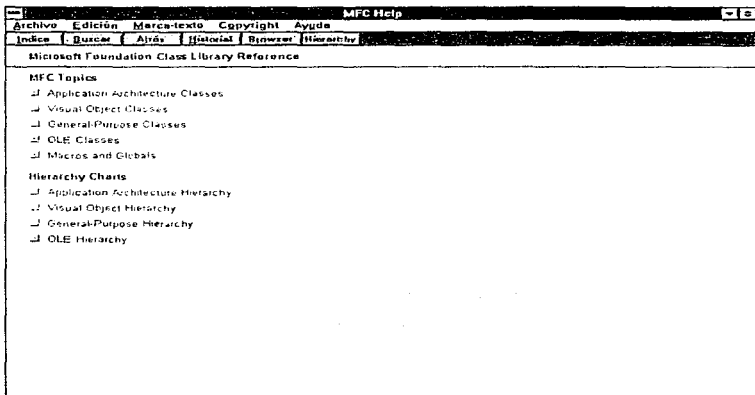 MFC Help
Archivo Edición Marca-texto Copyright Ayuda
Indice Buscar Atrás Historial Browser Hierarchy
Microsoft Foundation Class Library Reference
MFC Topics
Application Architecture Classes
Visual Object Classes
General-Purpose Classes
OLE Classes
Macros and Globals
Hierarchy Charts
Application Architecture Hierarchy
Visual Object Hierarchy
General-Purpose Hierarchy
OLE Hierarchy